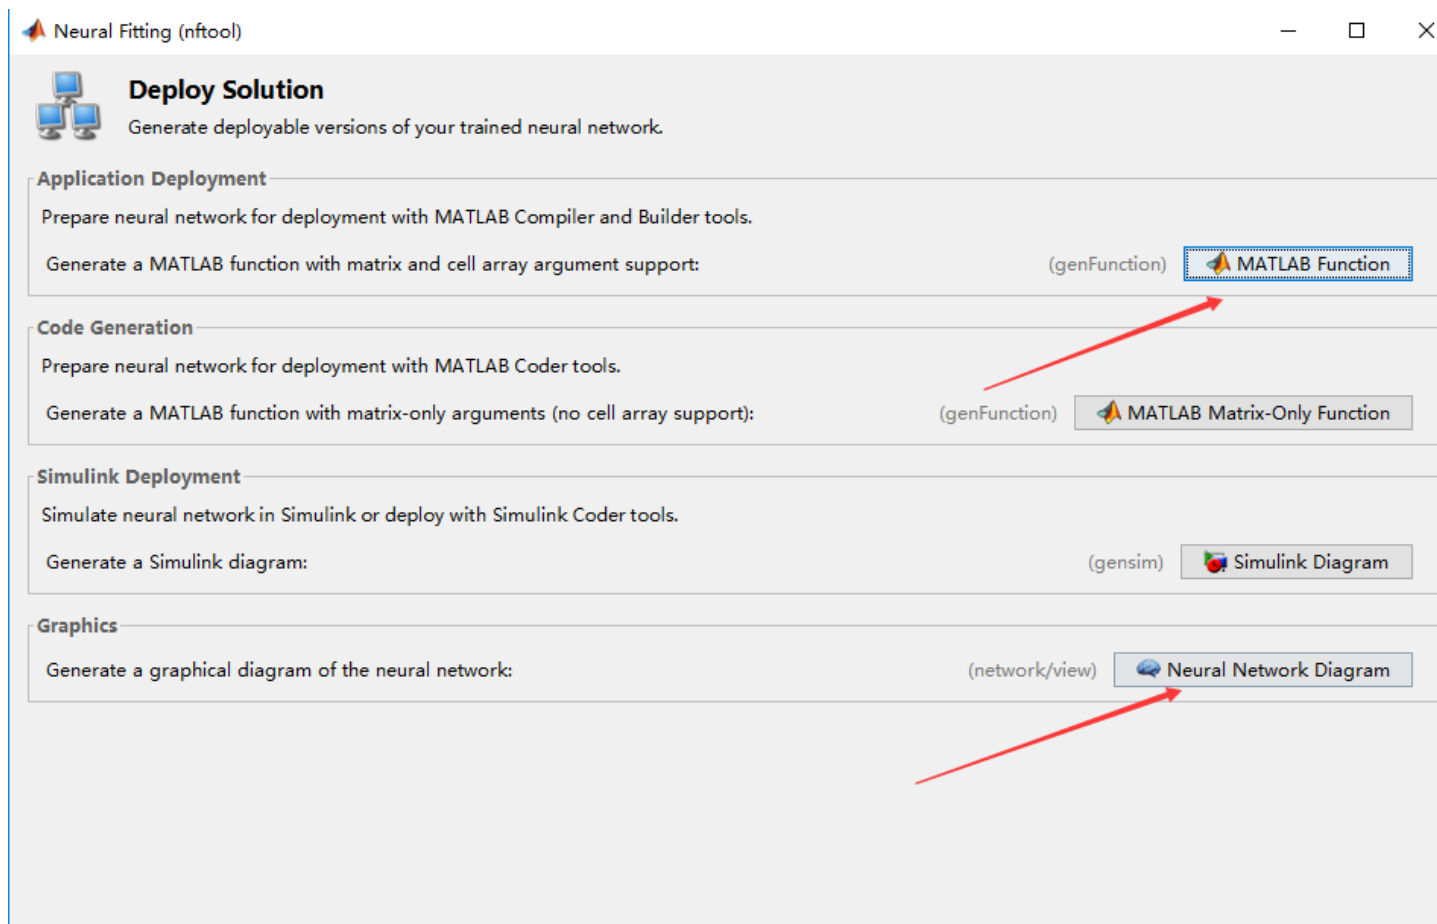 Neural Fitting (nftool)
Deploy Solution
Generate deployable versions of your trained neural network.
Application Deployment
Prepare neural network for deployment with MATLAB Compiler and Builder tools.
Generate a MATLAB function with matrix and cell array argument support: (genFunction) MATLAB Function
Code Generation
Prepare neural network for deployment with MATLAB Coder tools.
Generate a MATLAB function with matrix-only arguments (no cell array support): (genFunction) MATLAB Matrix-Only Function
Simulink Deployment
Simulate neural network in Simulink or deploy with Simulink Coder tools.
Generate a Simulink diagram: (gensim) Simulink Diagram
Graphics
Generate a graphical diagram of the neural network: (network/view) Neural Network Diagram